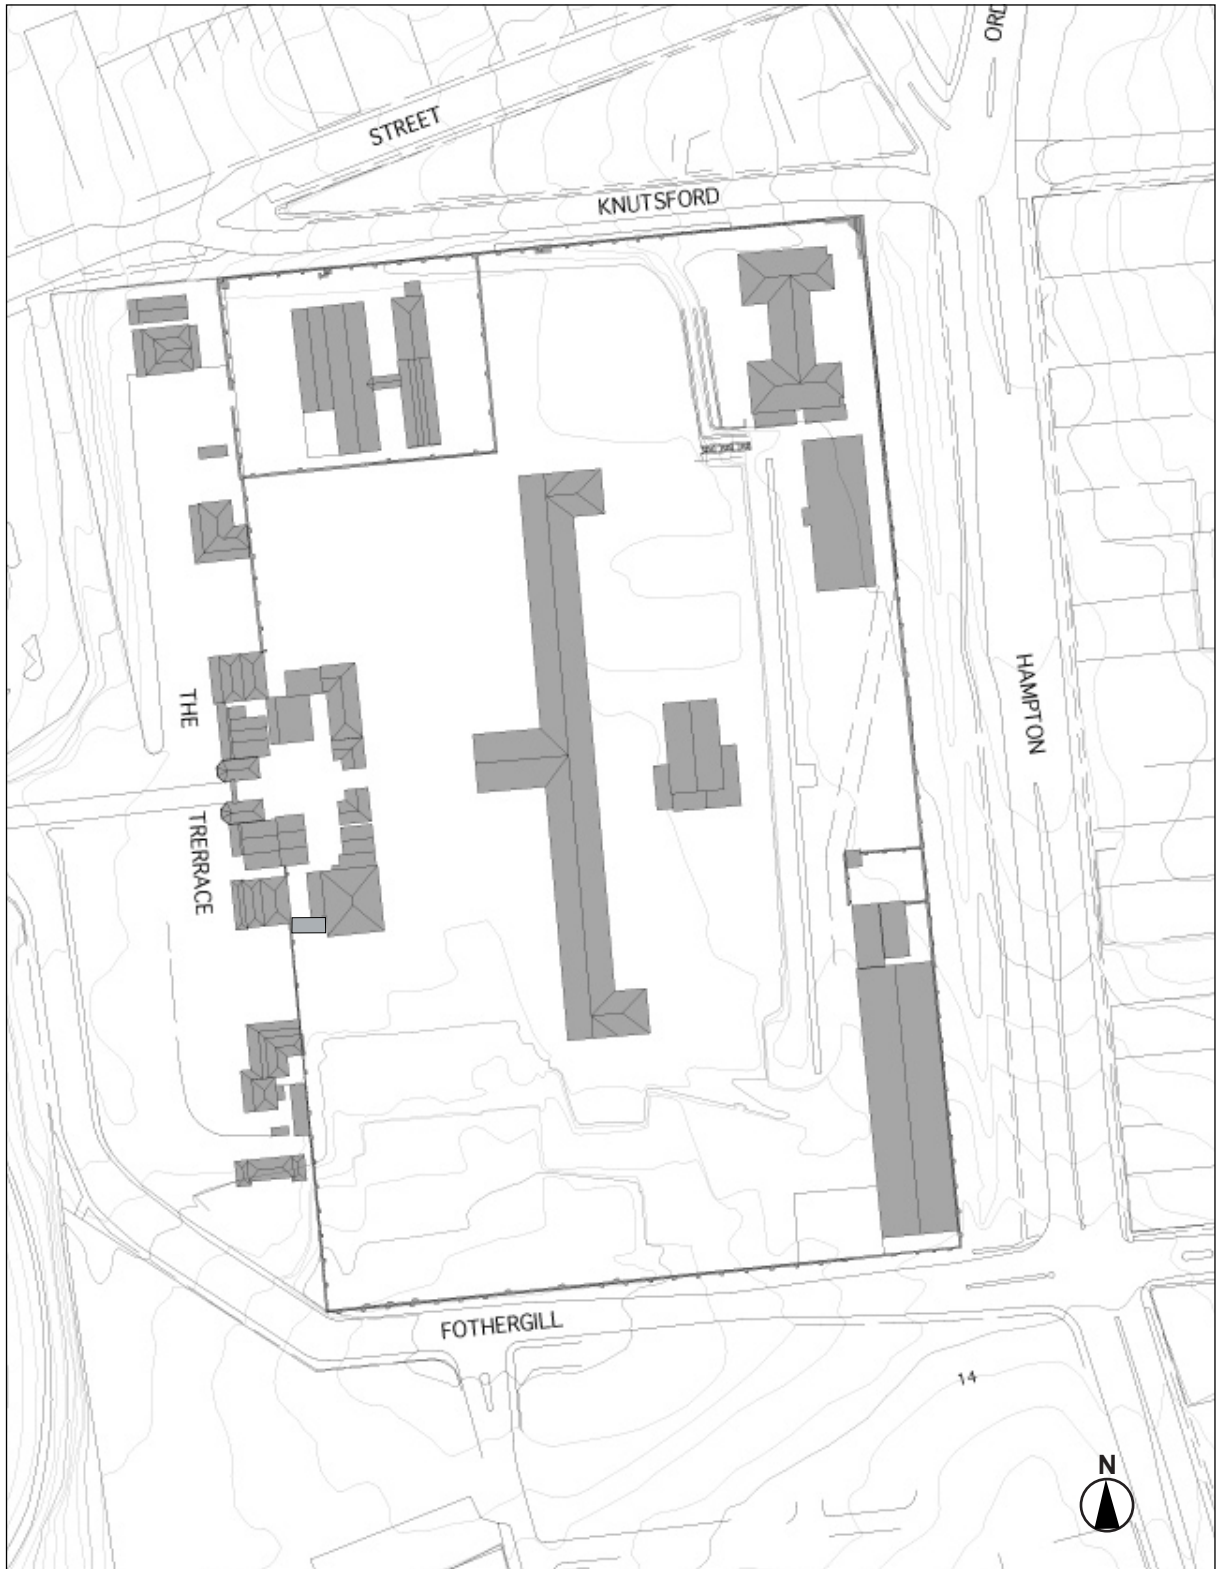 ORD
STREET
KNUTSFORD
HAMPTON
THE
TRERRACE
FOTHERGILL
14
N